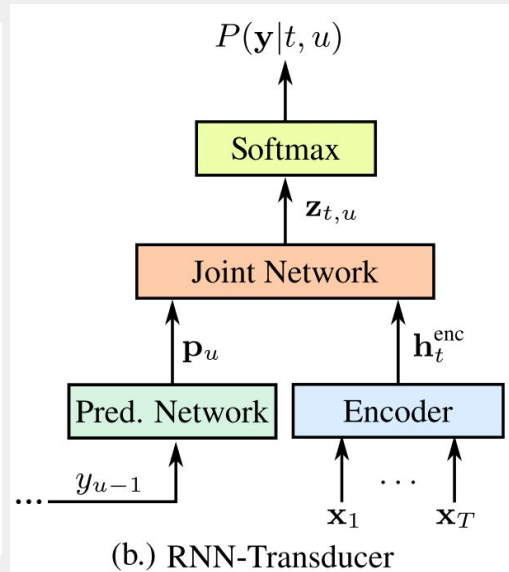 P(y|t, u)
Softmax
z_{t,u}
Joint Network
p_u
h_t^{enc}
Pred. Network
Encoder
... y_{u−1}
x_1 ... x_T
(b.) RNN-Transducer